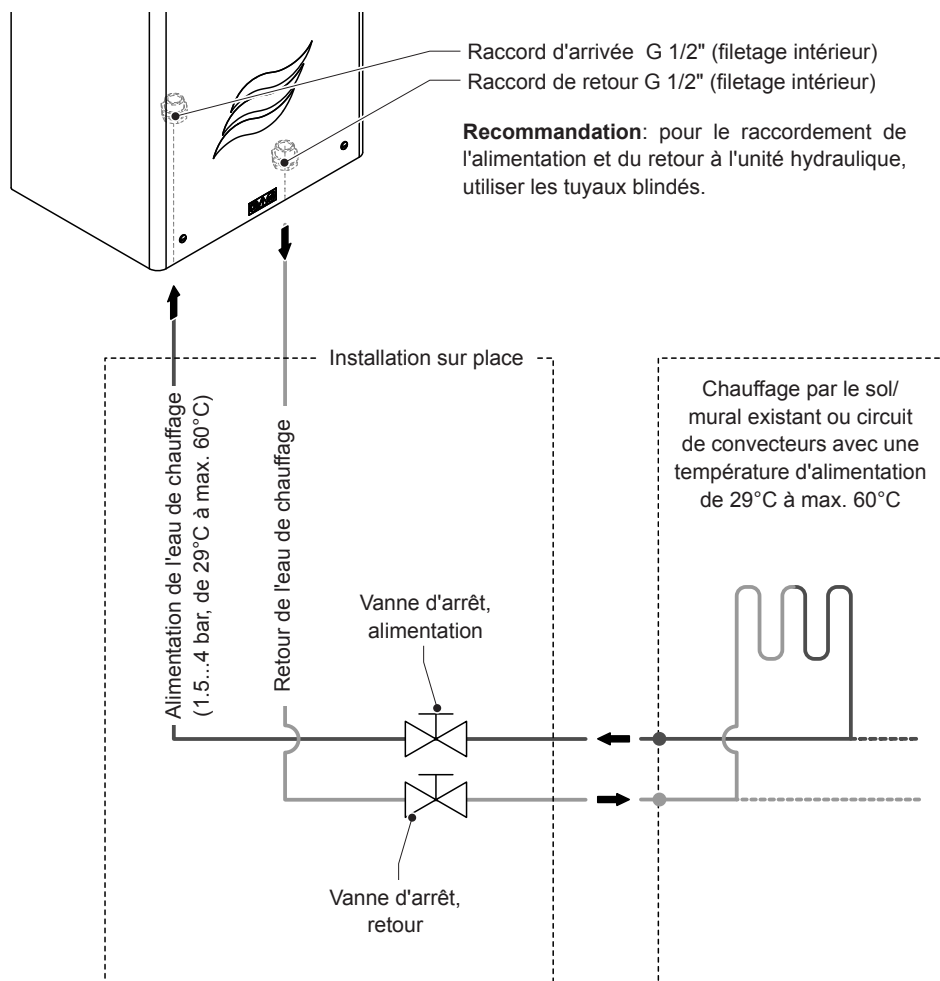 Raccord d'arrivée  G 1/2" (filetage intérieur)
Raccord de retour G 1/2" (filetage intérieur)
Recommandation: pour le raccordement de
l'alimentation et du retour à l'unité hydraulique,
utiliser les tuyaux blindés.
Installation sur place
Alimentation de l'eau de chauffage
(1.5...4 bar, de 29°C à max. 60°C)
Retour de l'eau de chauffage
Chauffage par le sol/
mural existant ou circuit
de convecteurs avec une
température d'alimentation
de 29°C à max. 60°C
Vanne d'arrêt,
alimentation
Vanne d'arrêt,
retour